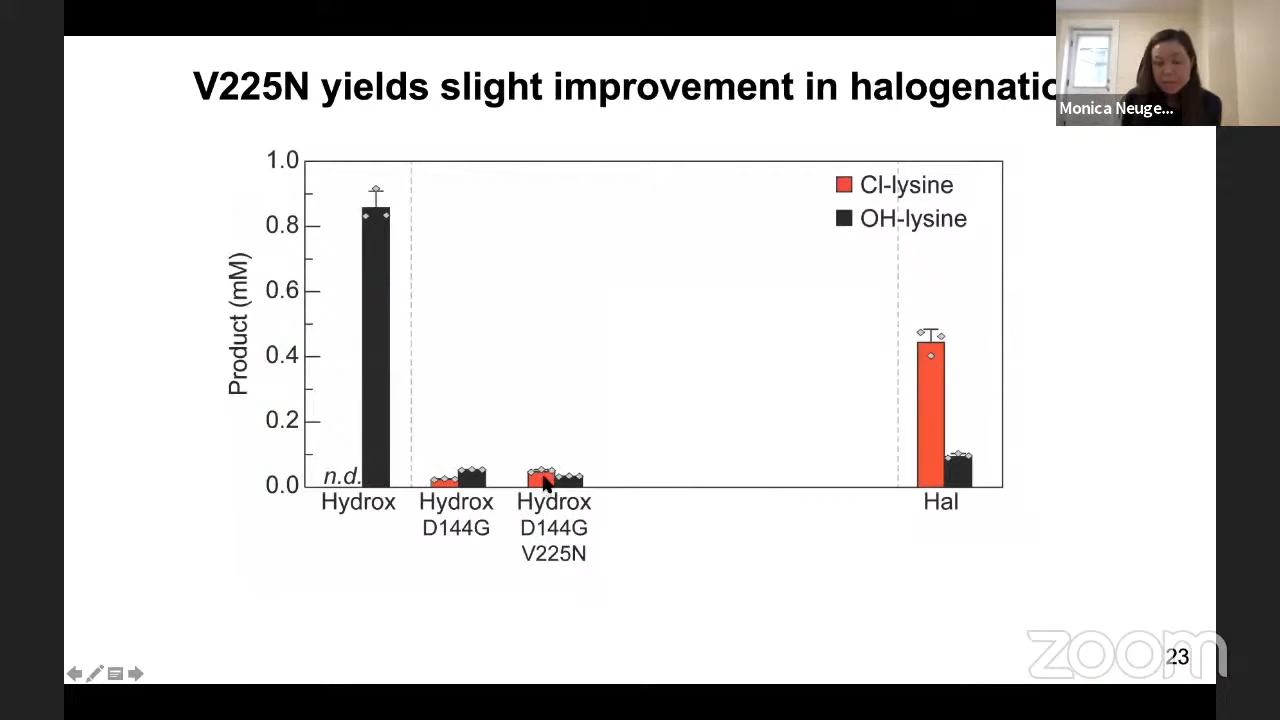 V225N yields slight improvement in halogenatio
Monica Neuge...
1.0
0.8
0.6
0.4
0.2
0.0
Product (mM)
Cl-lysine
OH-lysine
n.d.
Hydrox
Hydrox
D144G
Hydrox
D144G
V225N
Hal
zoom
23